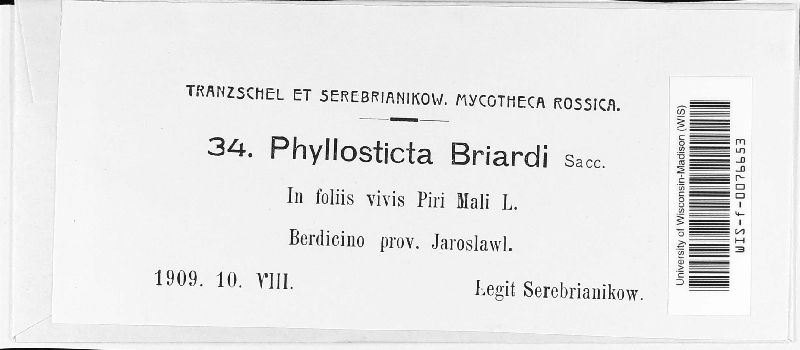 TRANZSCHEL ET SEREBRIANIKOW. MYCOTHECA ROSSICA.
34. Phyllosticta Briardi Sacc.
In foliis vivis Piri Mali L.
Berdicino prov. Jaroslawl.
1909. 10. VIII.
Legit Serebrianikow.
University of Wisconsin-Madison (WIS)
WIS-f-0076653